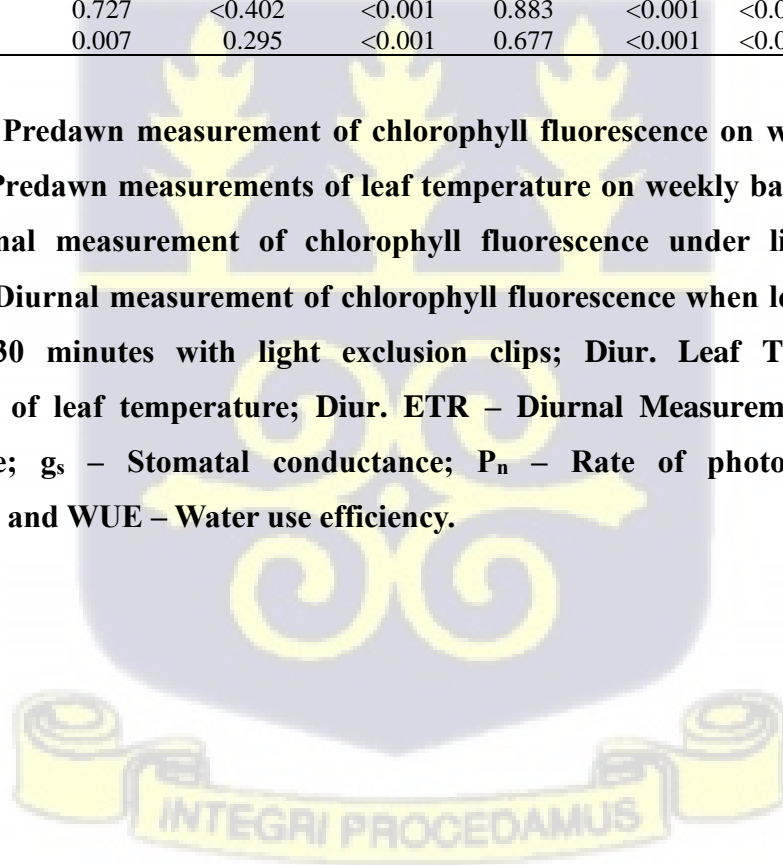 0.727 <0.402 <0.001 0.883 <0.001 <0.0
0.007 0.295 <0.001 0.677 <0.001 <0.0
Predawn measurement of chlorophyll fluorescence on w
Predawn measurements of leaf temperature on weekly ba
nal measurement of chlorophyll fluorescence under li
Diurnal measurement of chlorophyll fluorescence when le
30 minutes with light exclusion clips; Diur. Leaf T
of leaf temperature; Diur. ETR – Diurnal Measurem
e; gₛ – Stomatal conductance; Pₙ – Rate of photo
and WUE – Water use efficiency.
INTEGRI PROCEDAMUS